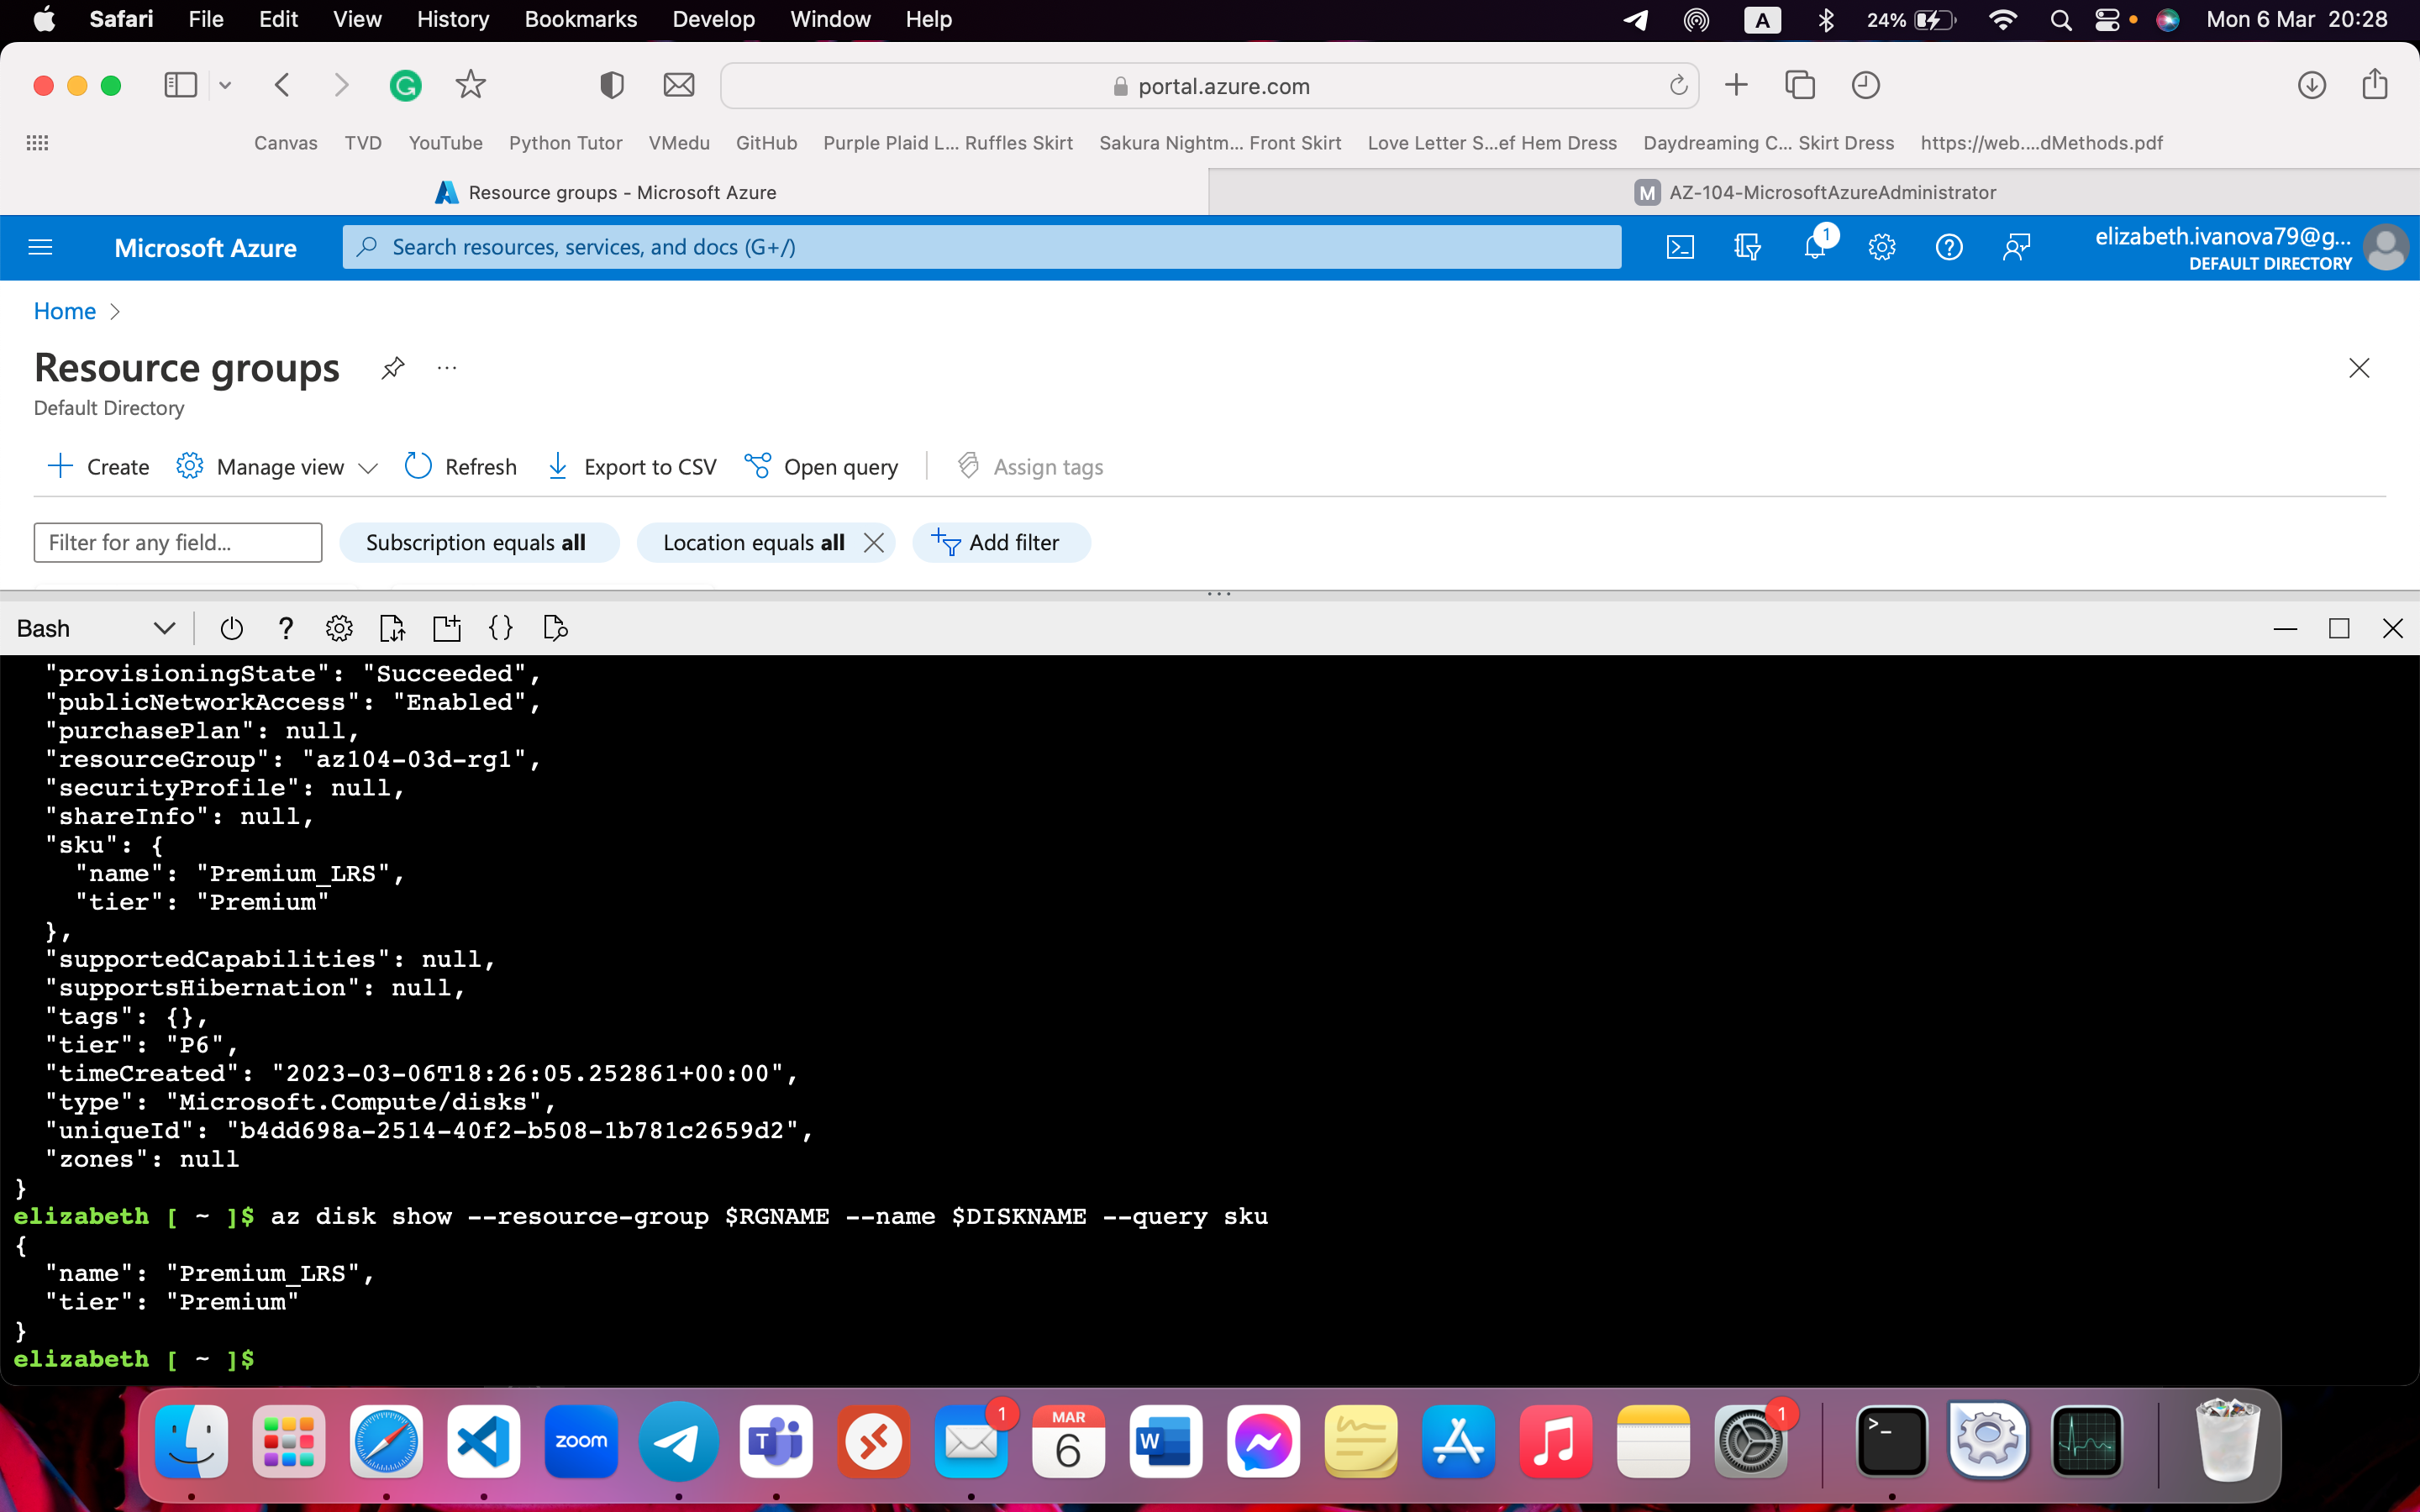 Safari File Edit View History Bookmarks Develop Window Help A 24% Mon 6 Mar 20:28
portal.azure.com
Canvas TVD YouTube Python Tutor VMedu GitHub Purple Plaid L... Ruffles Skirt Sakura Nightm... Front Skirt Love Letter S...ef Hem Dress Daydreaming C... Skirt Dress https://web....dMethods.pdf
Resource groups - Microsoft Azure M AZ-104-MicrosoftAzureAdministrator
Microsoft Azure Search resources, services, and docs (G+/) 1 elizabeth.ivanova79@g...
DEFAULT DIRECTORY
Home >
Resource groups ...
Default Directory
Create Manage view Refresh Export to CSV Open query Assign tags
Filter for any field... Subscription equals all Location equals all Add filter
Bash
"provisioningState": "Succeeded",
"publicNetworkAccess": "Enabled",
"purchasePlan": null,
"resourceGroup": "az104-03d-rg1",
"securityProfile": null,
"shareInfo": null,
"sku": {
"name": "Premium_LRS",
"tier": "Premium"
},
"supportedCapabilities": null,
"supportsHibernation": null,
"tags": {},
"tier": "P6",
"timeCreated": "2023-03-06T18:26:05.252861+00:00",
"type": "Microsoft.Compute/disks",
"uniqueId": "b4dd698a-2514-40f2-b508-1b781c2659d2",
"zones": null
}
elizabeth [ ~ ]$ az disk show --resource-group $RGNAME --name $DISKNAME --query sku
{
"name": "Premium_LRS",
"tier": "Premium"
}
elizabeth [ ~ ]$
zoom T 1 MAR 6 W 1 >_